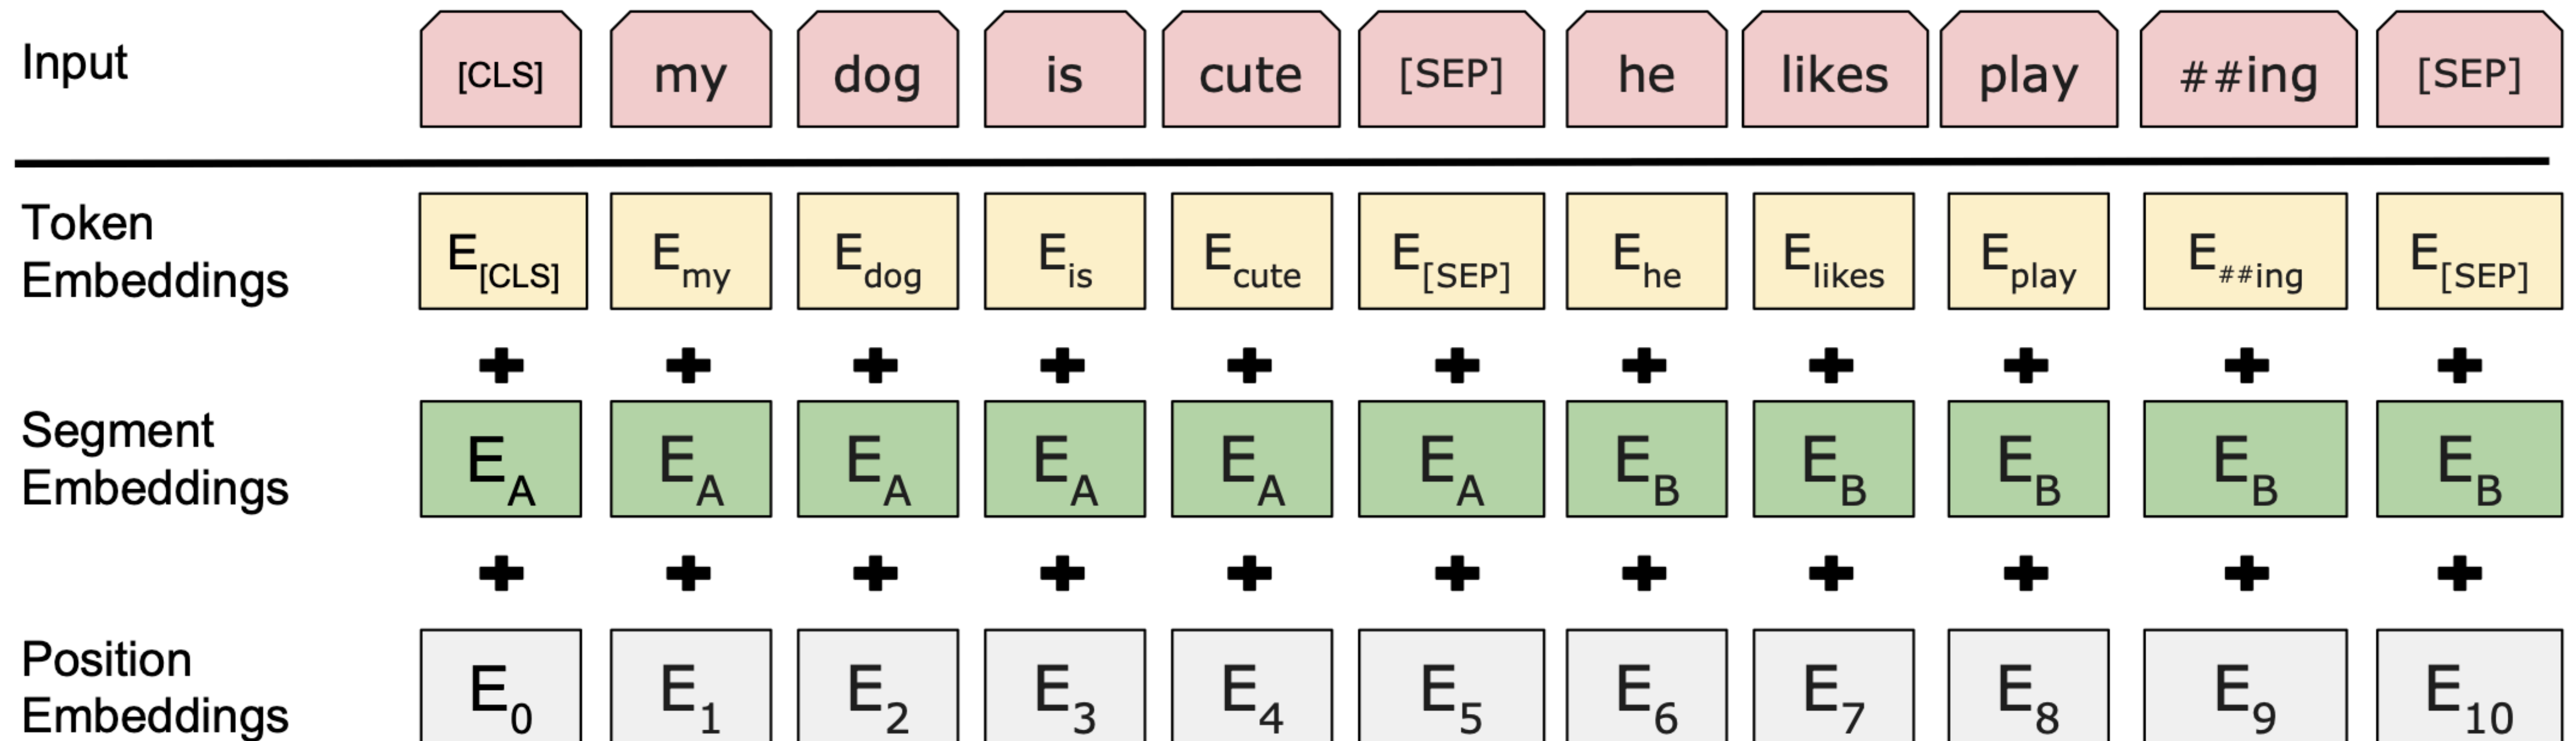 Input [CLS] my dog is cute [SEP] he likes play ##ing [SEP]
Token Embeddings E[CLS] Emy Edog Eis Ecute E[SEP] Ehe Elikes Eplay E##ing E[SEP]
+ + + + + + + + + + +
Segment Embeddings EA EA EA EA EA EA EB EB EB EB EB
+ + + + + + + + + + +
Position Embeddings E0 E1 E2 E3 E4 E5 E6 E7 E8 E9 E10